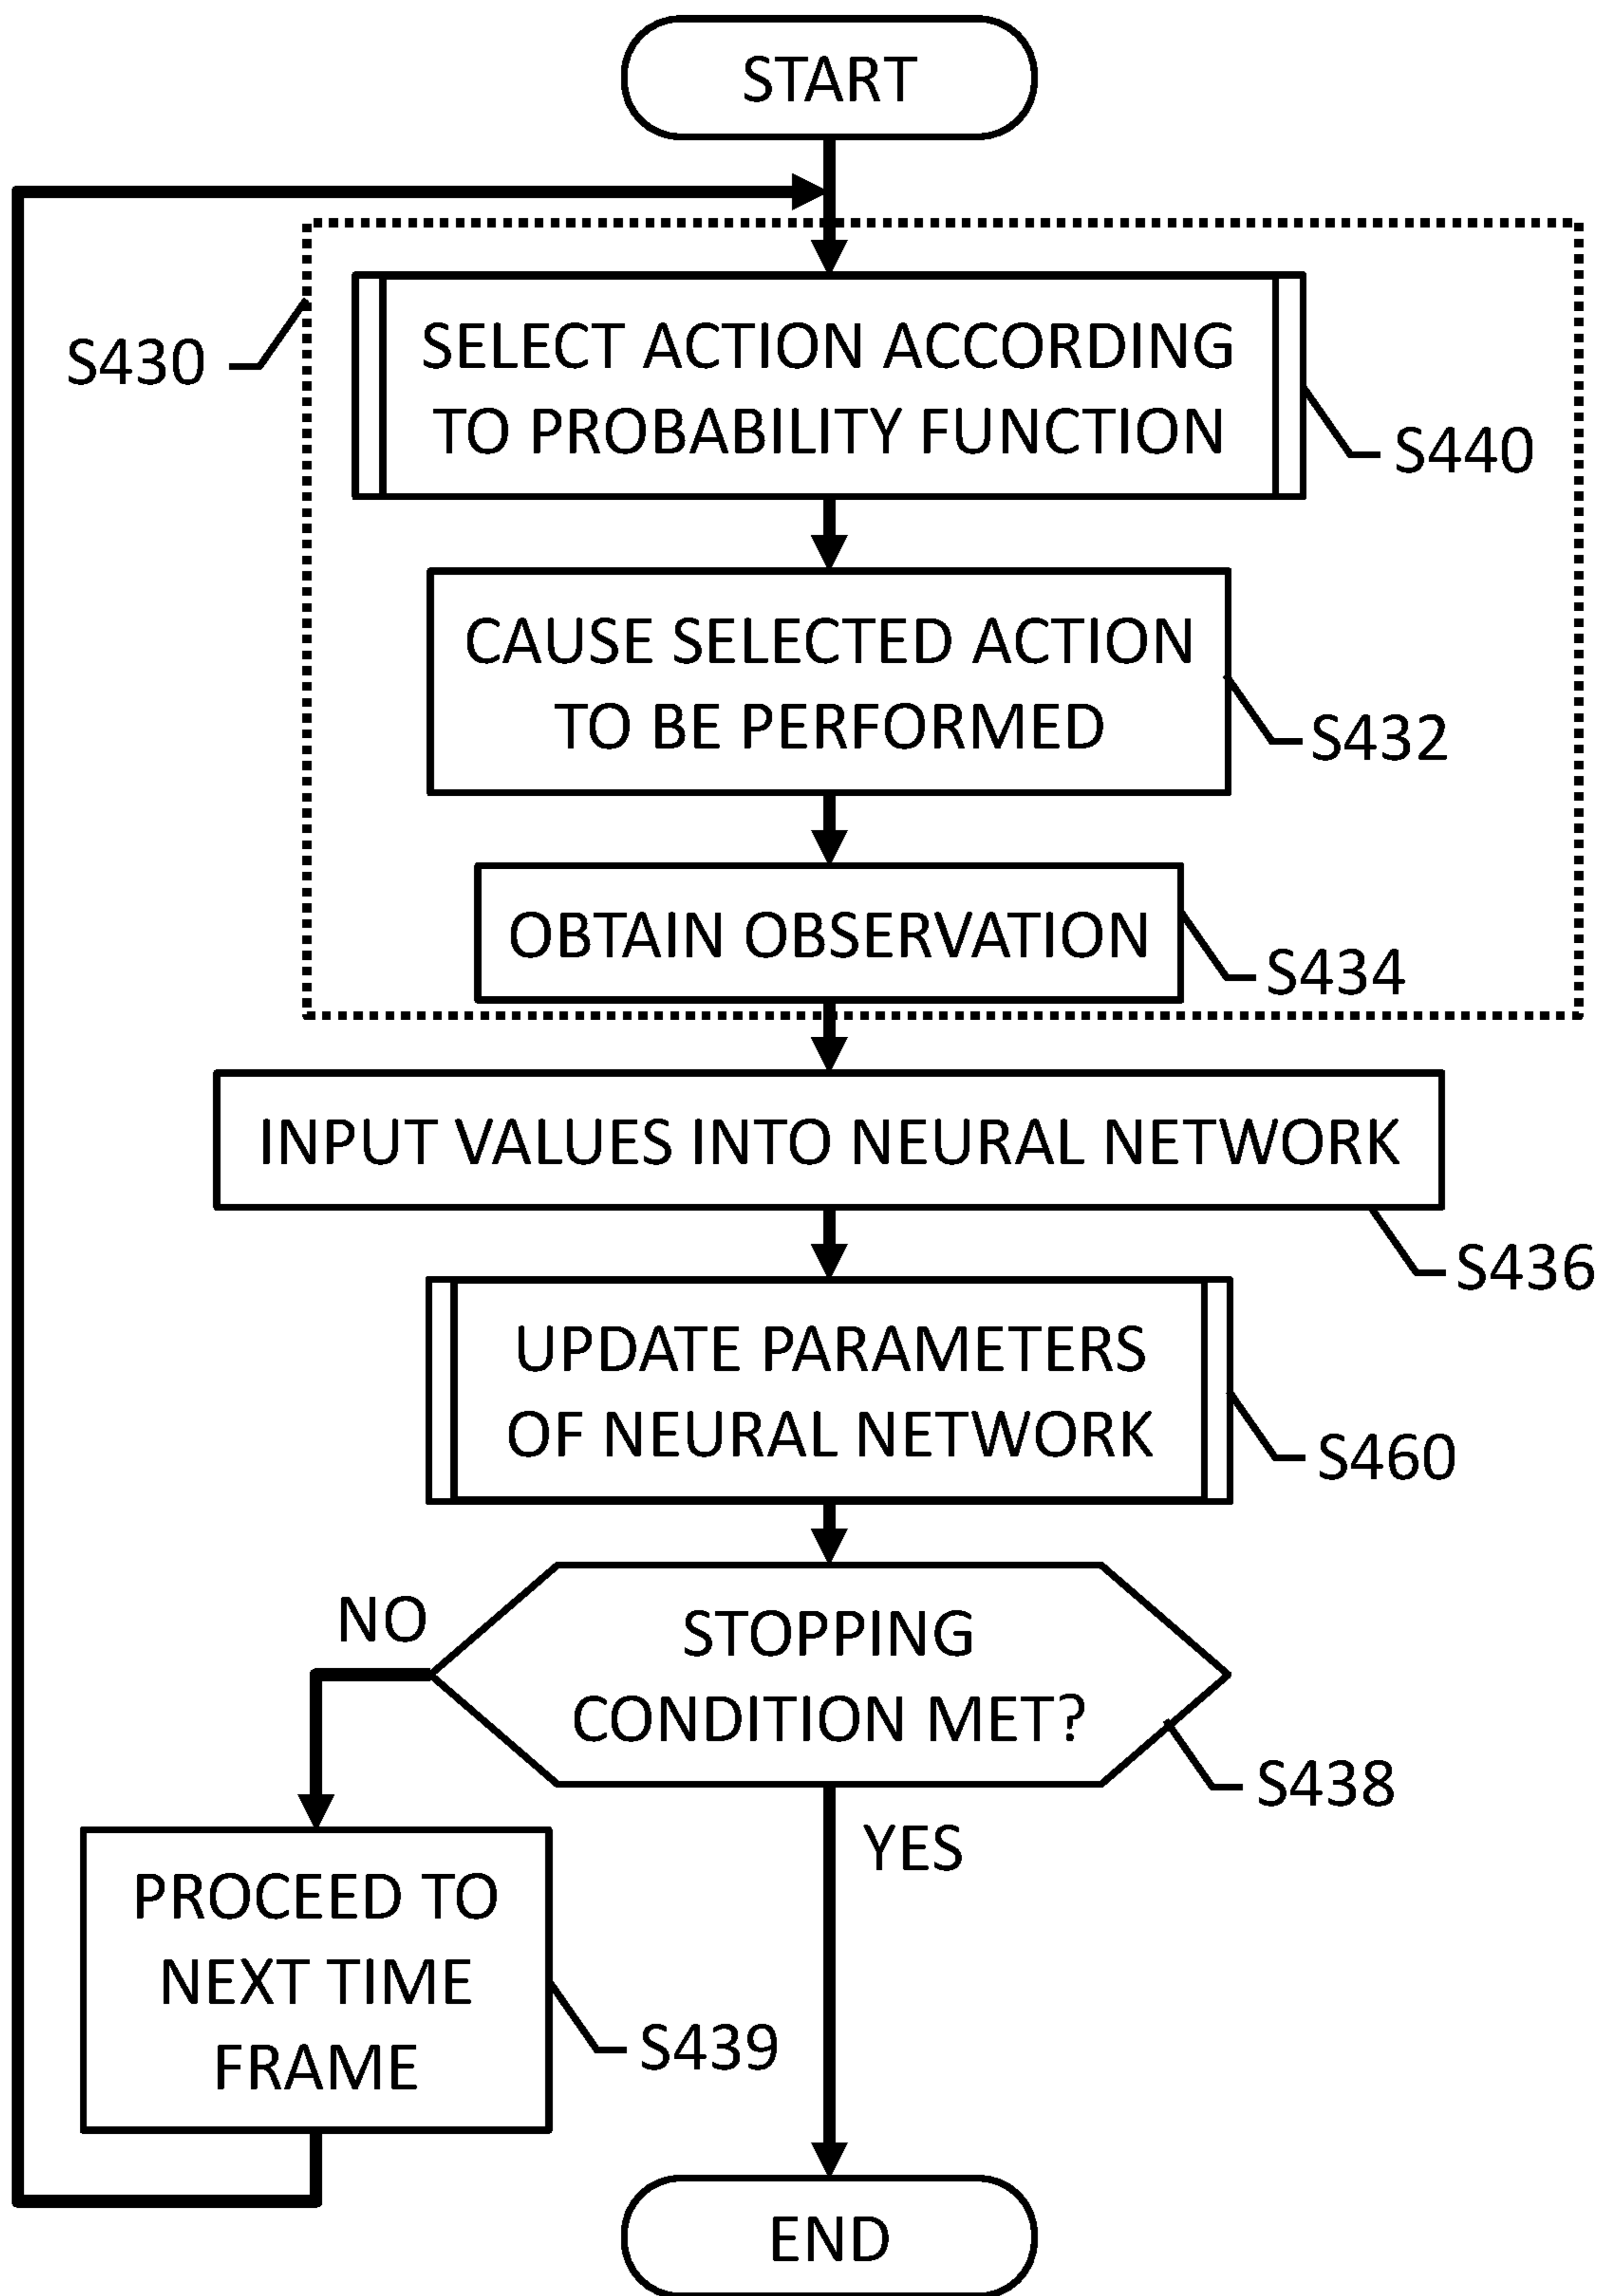 START
S430
SELECT ACTION ACCORDING
TO PROBABILITY FUNCTION
S440
CAUSE SELECTED ACTION
TO BE PERFORMED
S432
OBTAIN OBSERVATION
S434
INPUT VALUES INTO NEURAL NETWORK
S436
UPDATE PARAMETERS
OF NEURAL NETWORK
S460
NO
STOPPING
CONDITION MET?
S438
YES
PROCEED TO
NEXT TIME
FRAME
S439
END